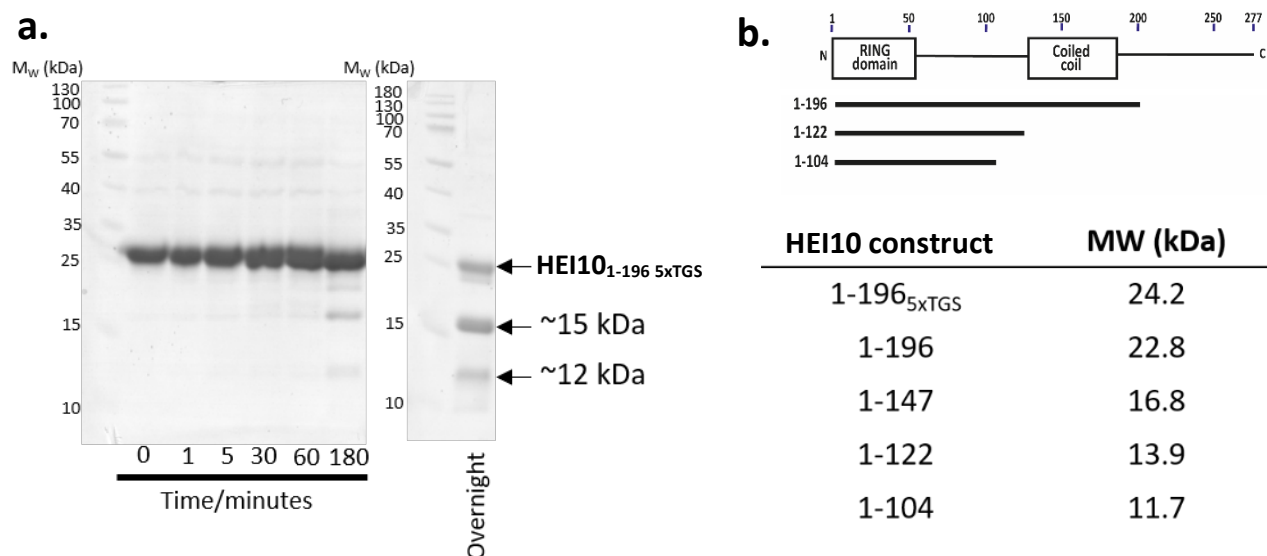 a.
Mw (kDa)
130
100
70
55
40
35
25
15
10
0 1 5 30 60 180
Time/minutes
Mw (kDa)
180
130
100
70
55
40
35
25
15
10
Overnight
HEI101-196 5xTGS
~15 kDa
~12 kDa
b.
1 50 100 150 200 250 277
N RING domain Coiled coil C
1-196
1-122
1-104
HEI10 construct MW (kDa)
1-1965xTGS 24.2
1-196 22.8
1-147 16.8
1-122 13.9
1-104 11.7